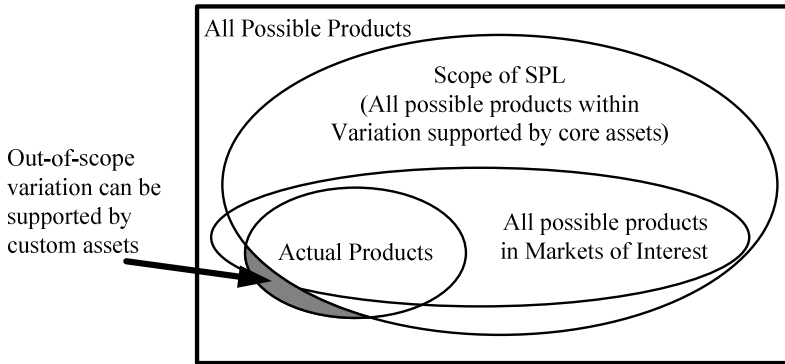 All Possible Products
Scope of SPL
(All possible products within
Variation supported by core assets)
Out-of-scope
variation can be
supported by
custom assets
Actual Products
All possible products
in Markets of Interest